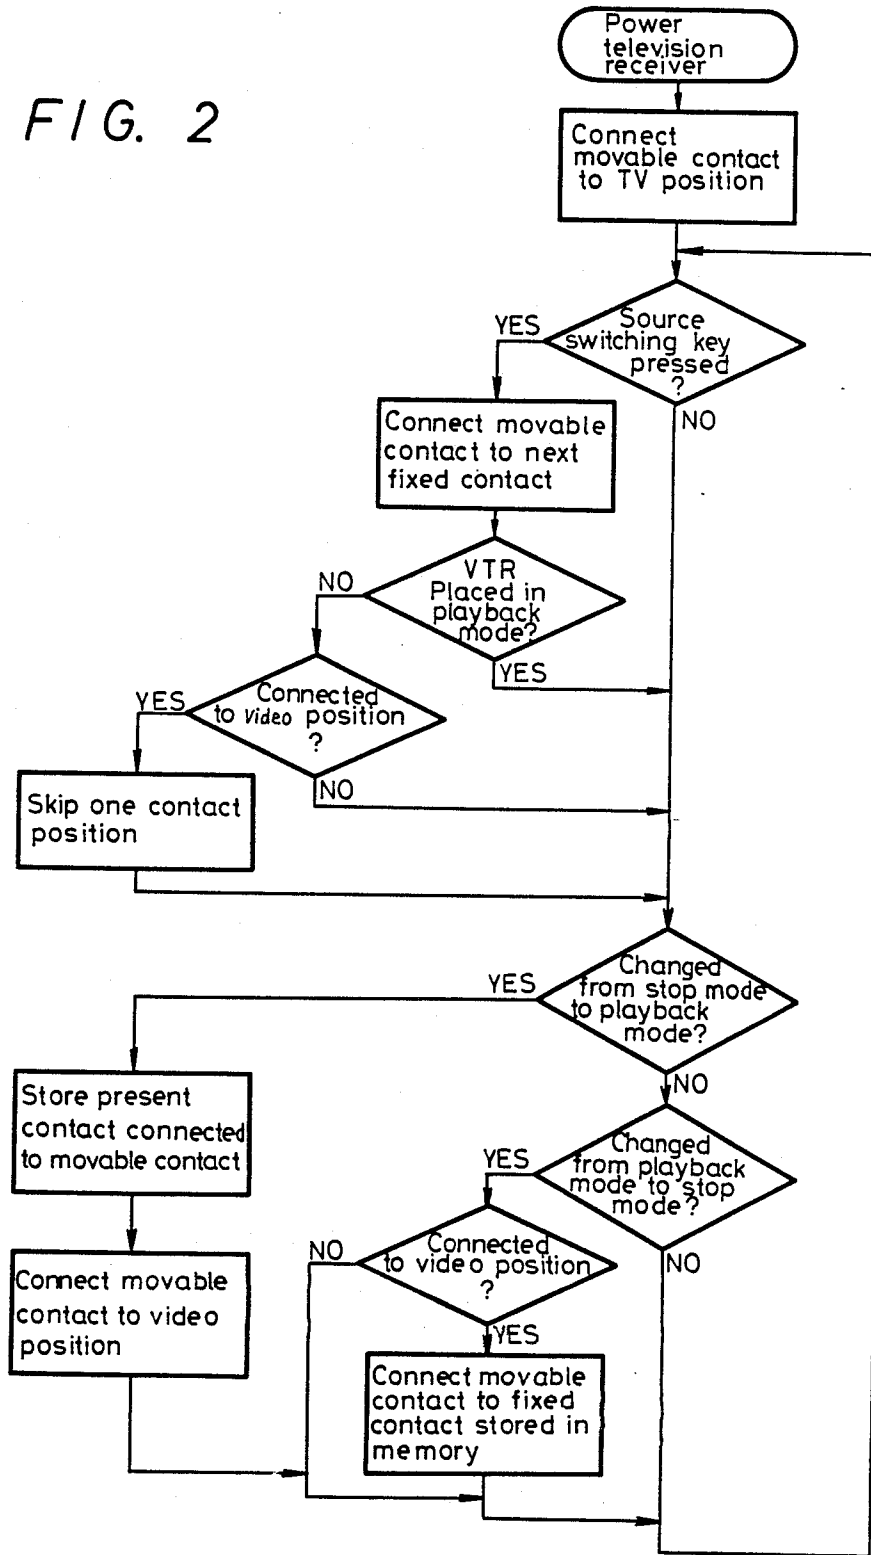 Power
television
receiver
FIG. 2
Connect
movable contact
to TV position
YES
Source
switching key
pressed
?
NO
Connect movable
contact to next
fixed contact
NO
VTR
Placed in
playback
mode?
YES
YES
Connected
to Video position
?
NO
Skip one contact
position
YES
Changed
from stop mode
to playback
mode?
NO
Store present
contact connected
to movable contact
YES
Changed
from playback
mode to stop
mode?
NO
NO
Connected
to video position
?
YES
Connect movable
contact to video
position
Connect movable
contact to fixed
contact stored in
memory